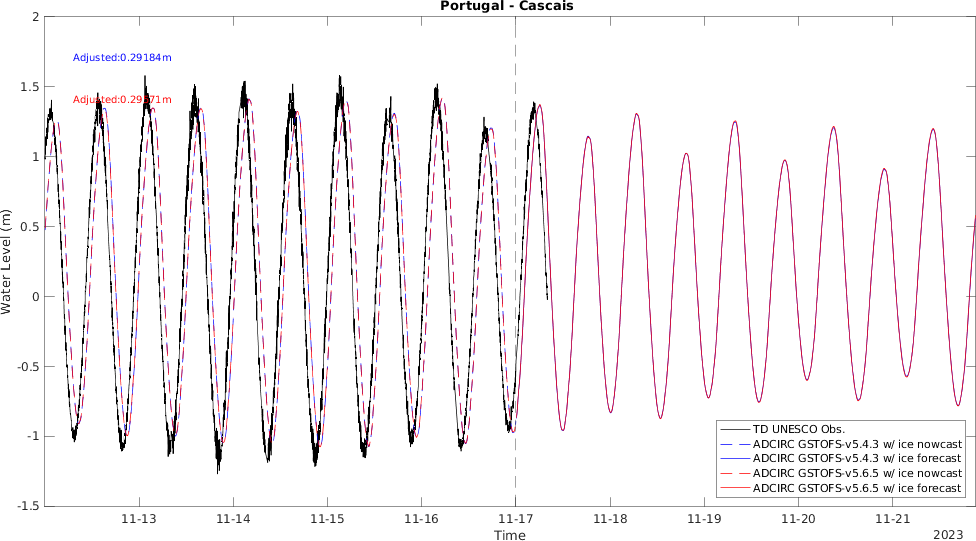 Portugal - Cascais
2
1.5
1
0.5
0
-0.5
-1
-1.5
Water Level (m)
Adjusted:0.29184m
TD UNESCO Obs.
ADCIRC GSTOFS-v5.4.3 w/ ice nowcast
ADCIRC GSTOFS-v5.4.3 w/ ice forecast
ADCIRC GSTOFS-v5.6.5 w/ ice nowcast
ADCIRC GSTOFS-v5.6.5 w/ ice forecast
11-13
11-14
11-15
11-16
11-17
11-18
11-19
11-20
11-21
Time
2023